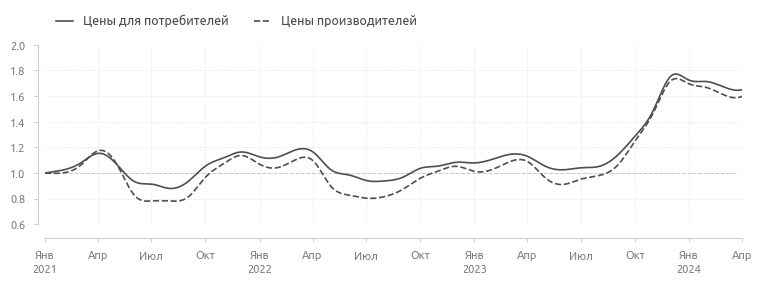 Цены для потребителей Цены производителей
2.0
1.8
1.6
1.4
1.2
1.0
0.8
0.6
Янв Апр Июл Окт Янв Апр Июл Окт Янв Апр Июл Окт Янв Апр
2021 2022 2023 2024